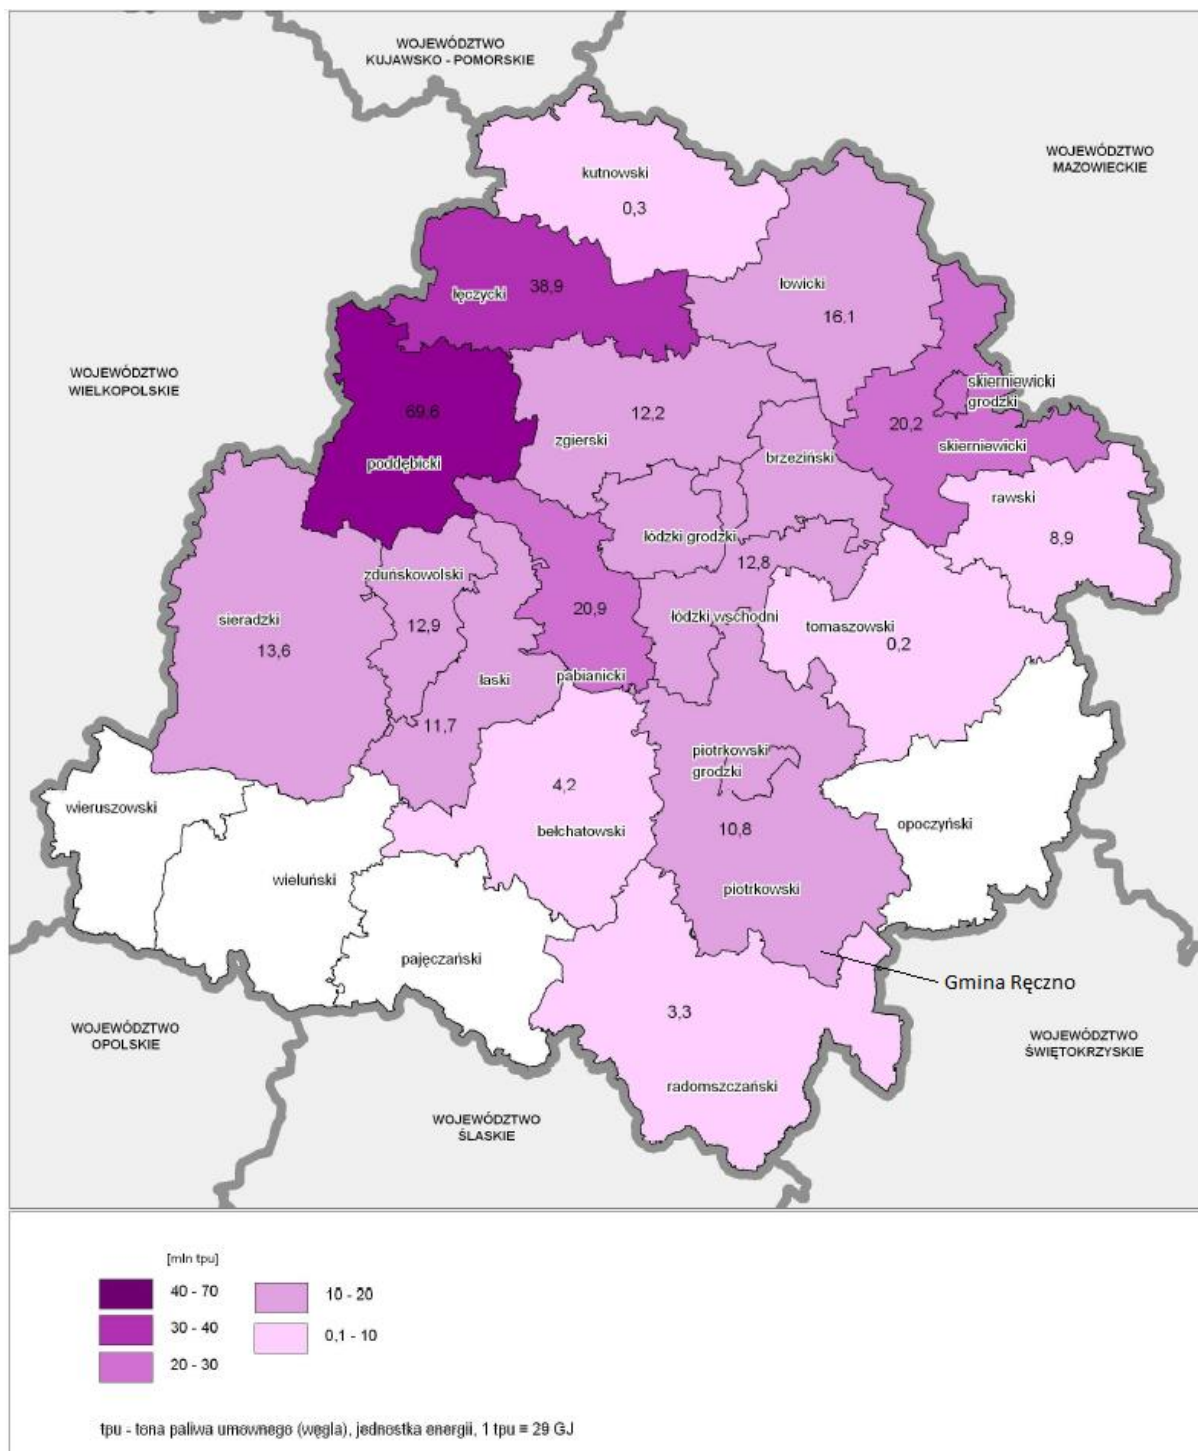 WOJEWÓDZTWO
KUJAWSKO - POMORSKIE
WOJEWÓDZTWO
MAZOWIECKIE
kutnowski
0,3
łęczycki
38,9
łowicki
16,1
WOJEWÓDZTWO
WIELKOPOLSKIE
skierniewicki
grodzki
69,6
12,2
20,2
zgierski
skierniewicki
poddębicki
brzeziński
rawski
8,9
łódzki grodzki
12,8
zduńskowolski
sieradzki
13,6
12,9
20,9
łódzki wschodni
tomaszowski
0,2
łaski
pabianicki
11,7
piotrkowski
grodzki
4,2
wieruszowski
bełchatowski
10,8
opoczyński
wieluński
piotrkowski
pajęczański
Gmina Ręczno
3,3
WOJEWÓDZTWO
OPOLSKIE
WOJEWÓDZTWO
ŚWIĘTOKRZYSKIE
radomszczański
WOJEWÓDZTWO
ŚLASKIE
[mln tpu]
40 - 70
30 - 40
20 - 30
10 - 20
0,1 - 10
tpu - tona paliwa umownego (węgla), jednostka energii, 1 tpu = 29 GJ